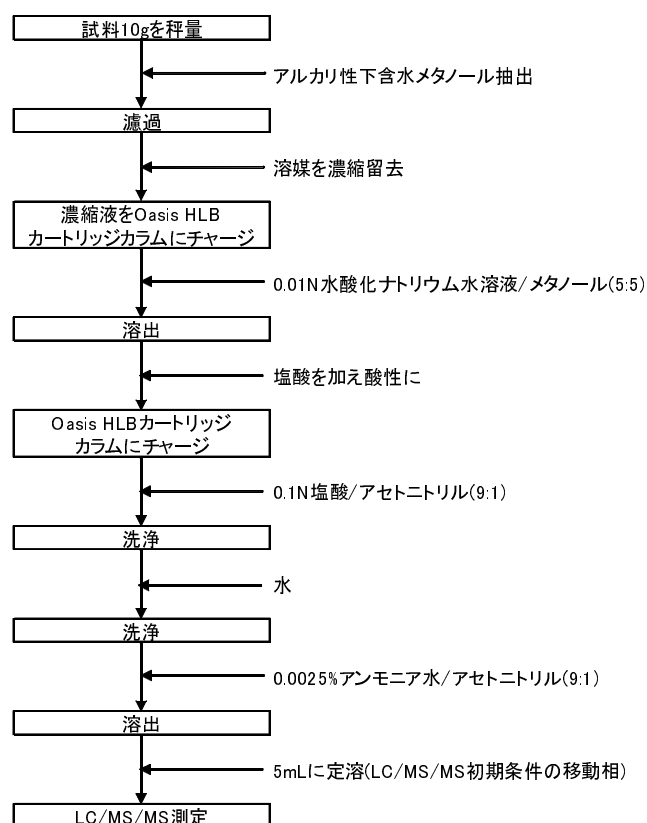 試料10gを秤量
アルカリ性下含水メタノール抽出
濾過
溶媒を濃縮留去
濃縮液をOasis HLB
カートリッジカラムにチャージ
0.01N水酸化ナトリウム水溶液/メタノール(5:5)
溶出
塩酸を加え酸性に
Oasis HLBカートリッジ
カラムにチャージ
0.1N塩酸/アセトニトリル(9:1)
洗浄
水
洗浄
0.0025%アンモニア水/アセトニトリル(9:1)
溶出
5mLに定溶(LC/MS/MS初期条件の移動相)
LC/MS/MS測定